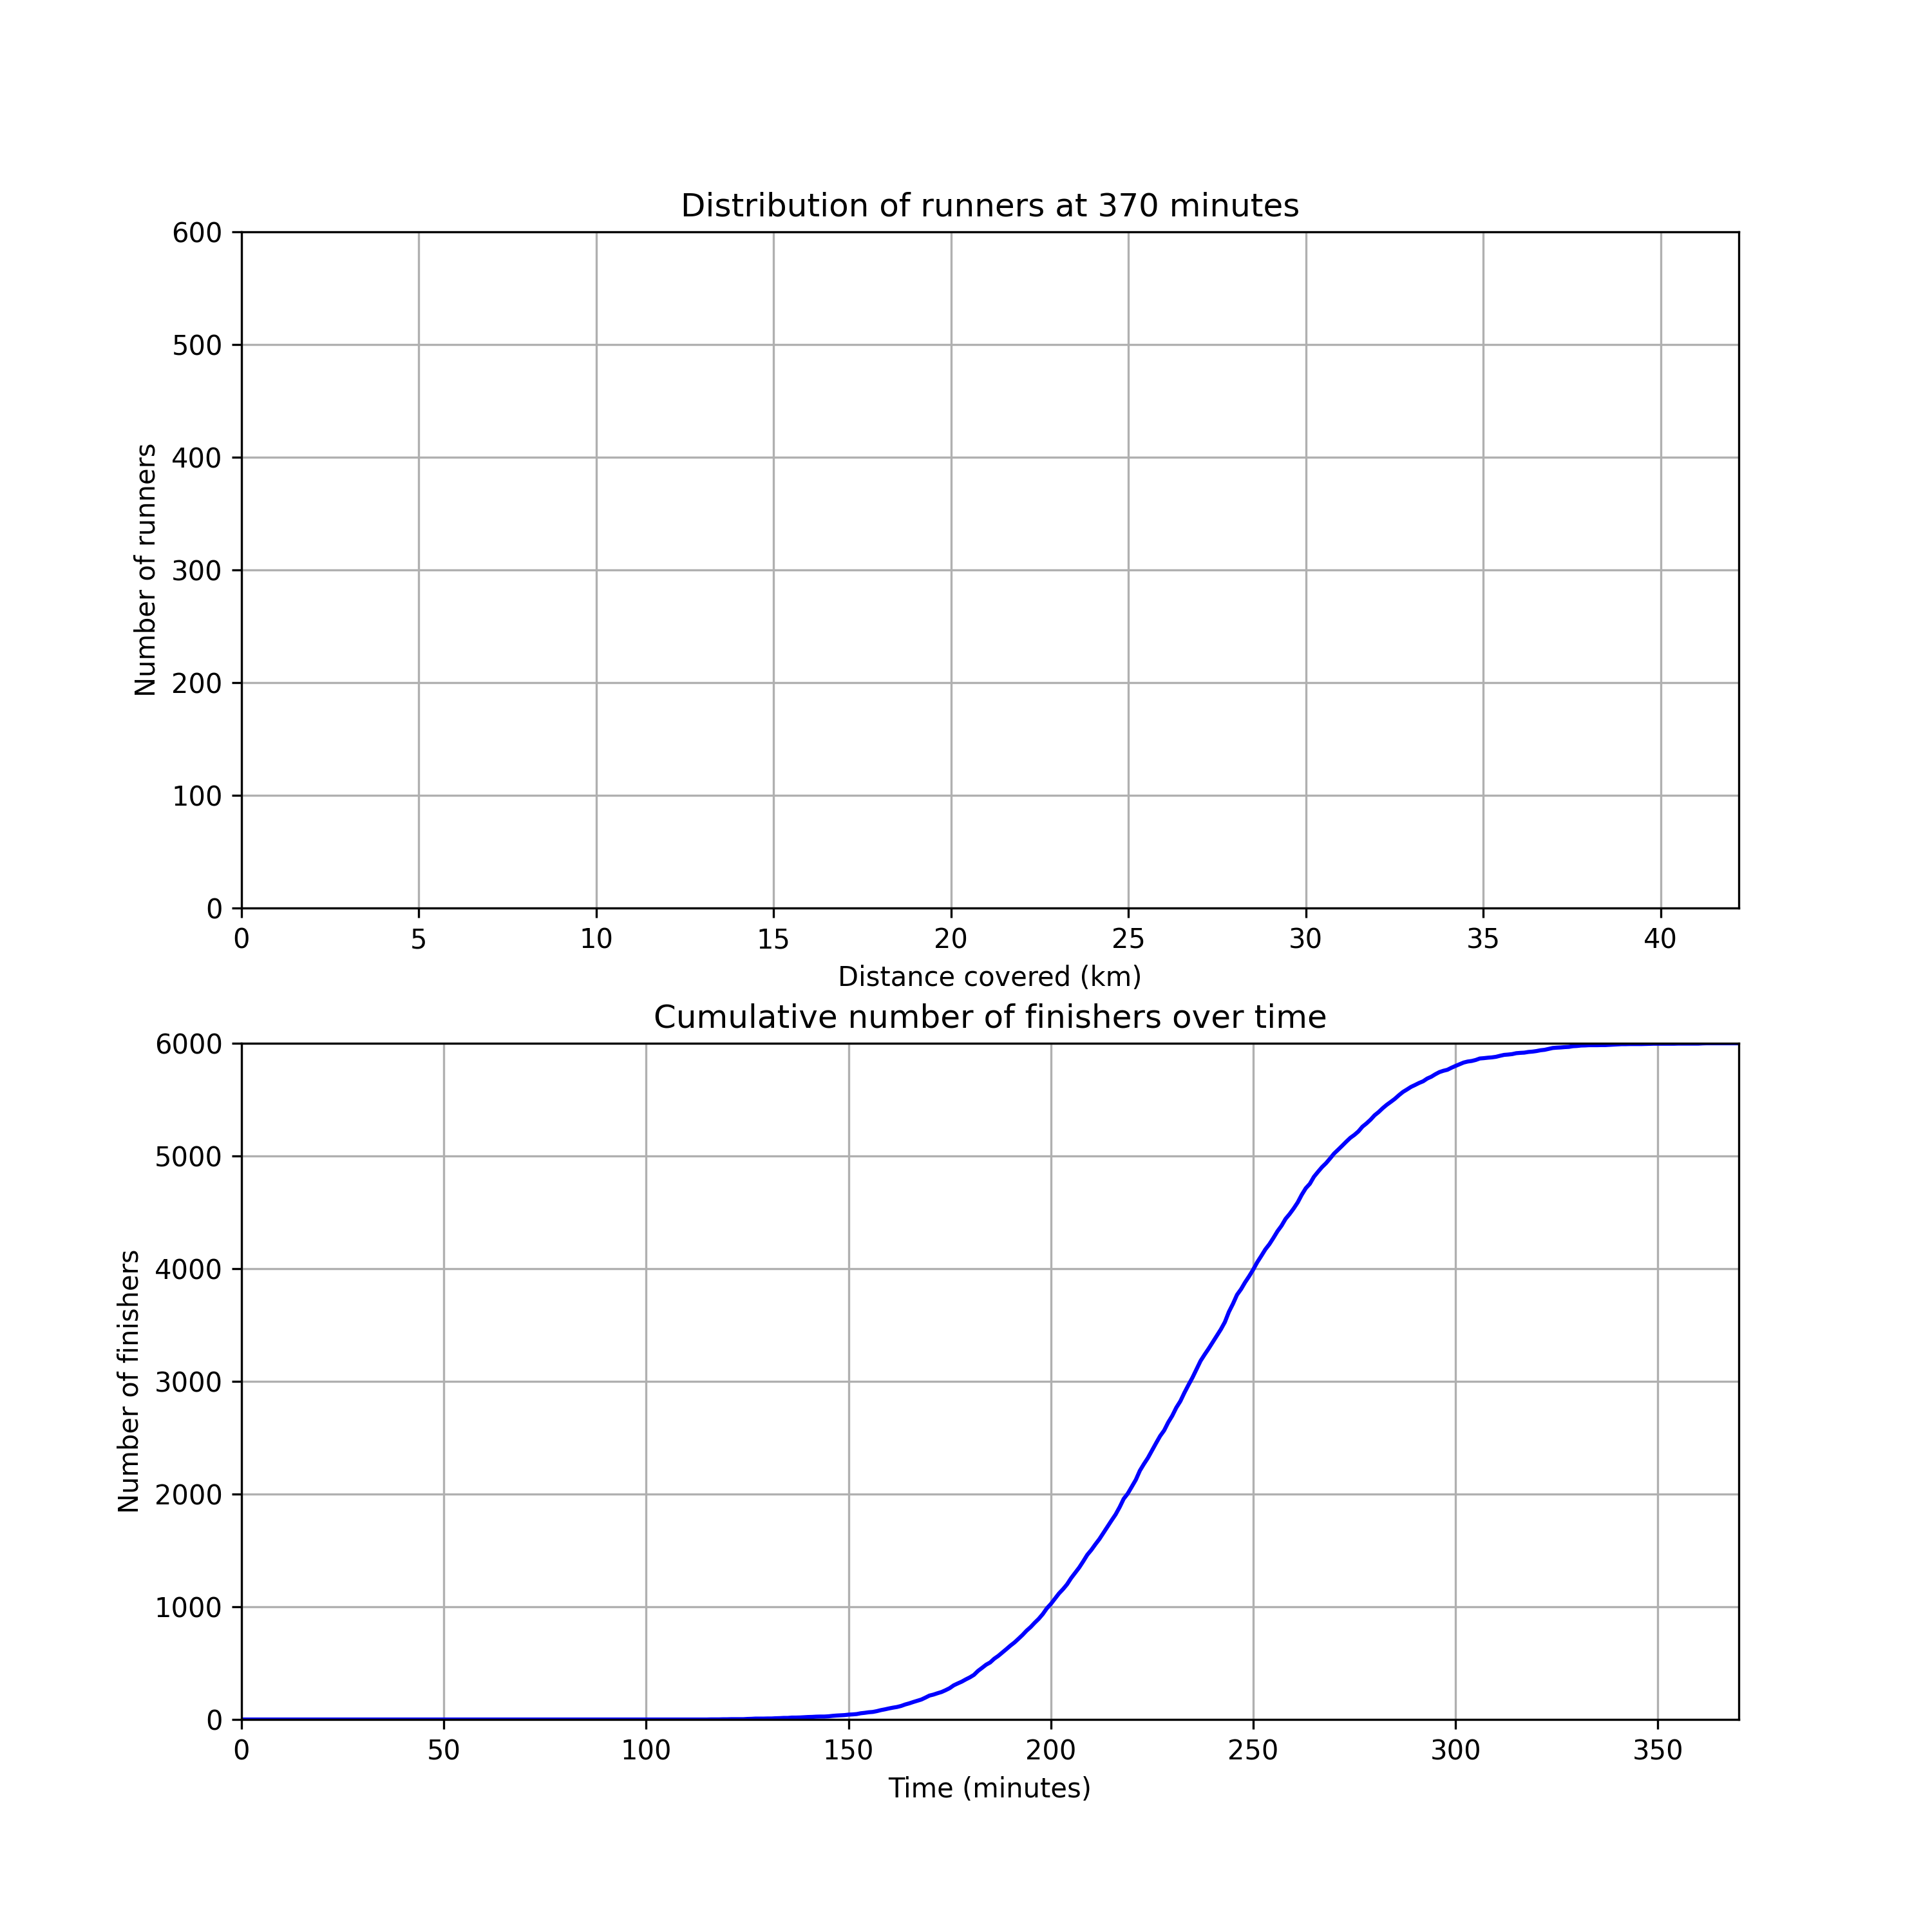 Distribution of runners at 370 minutes
600
500
400
300
200
100
0
Number of runners
0 5 10 15 20 25 30 35 40
Distance covered (km)
Cumulative number of finishers over time
6000
5000
4000
3000
2000
1000
0
Number of finishers
0 50 100 150 200 250 300 350
Time (minutes)